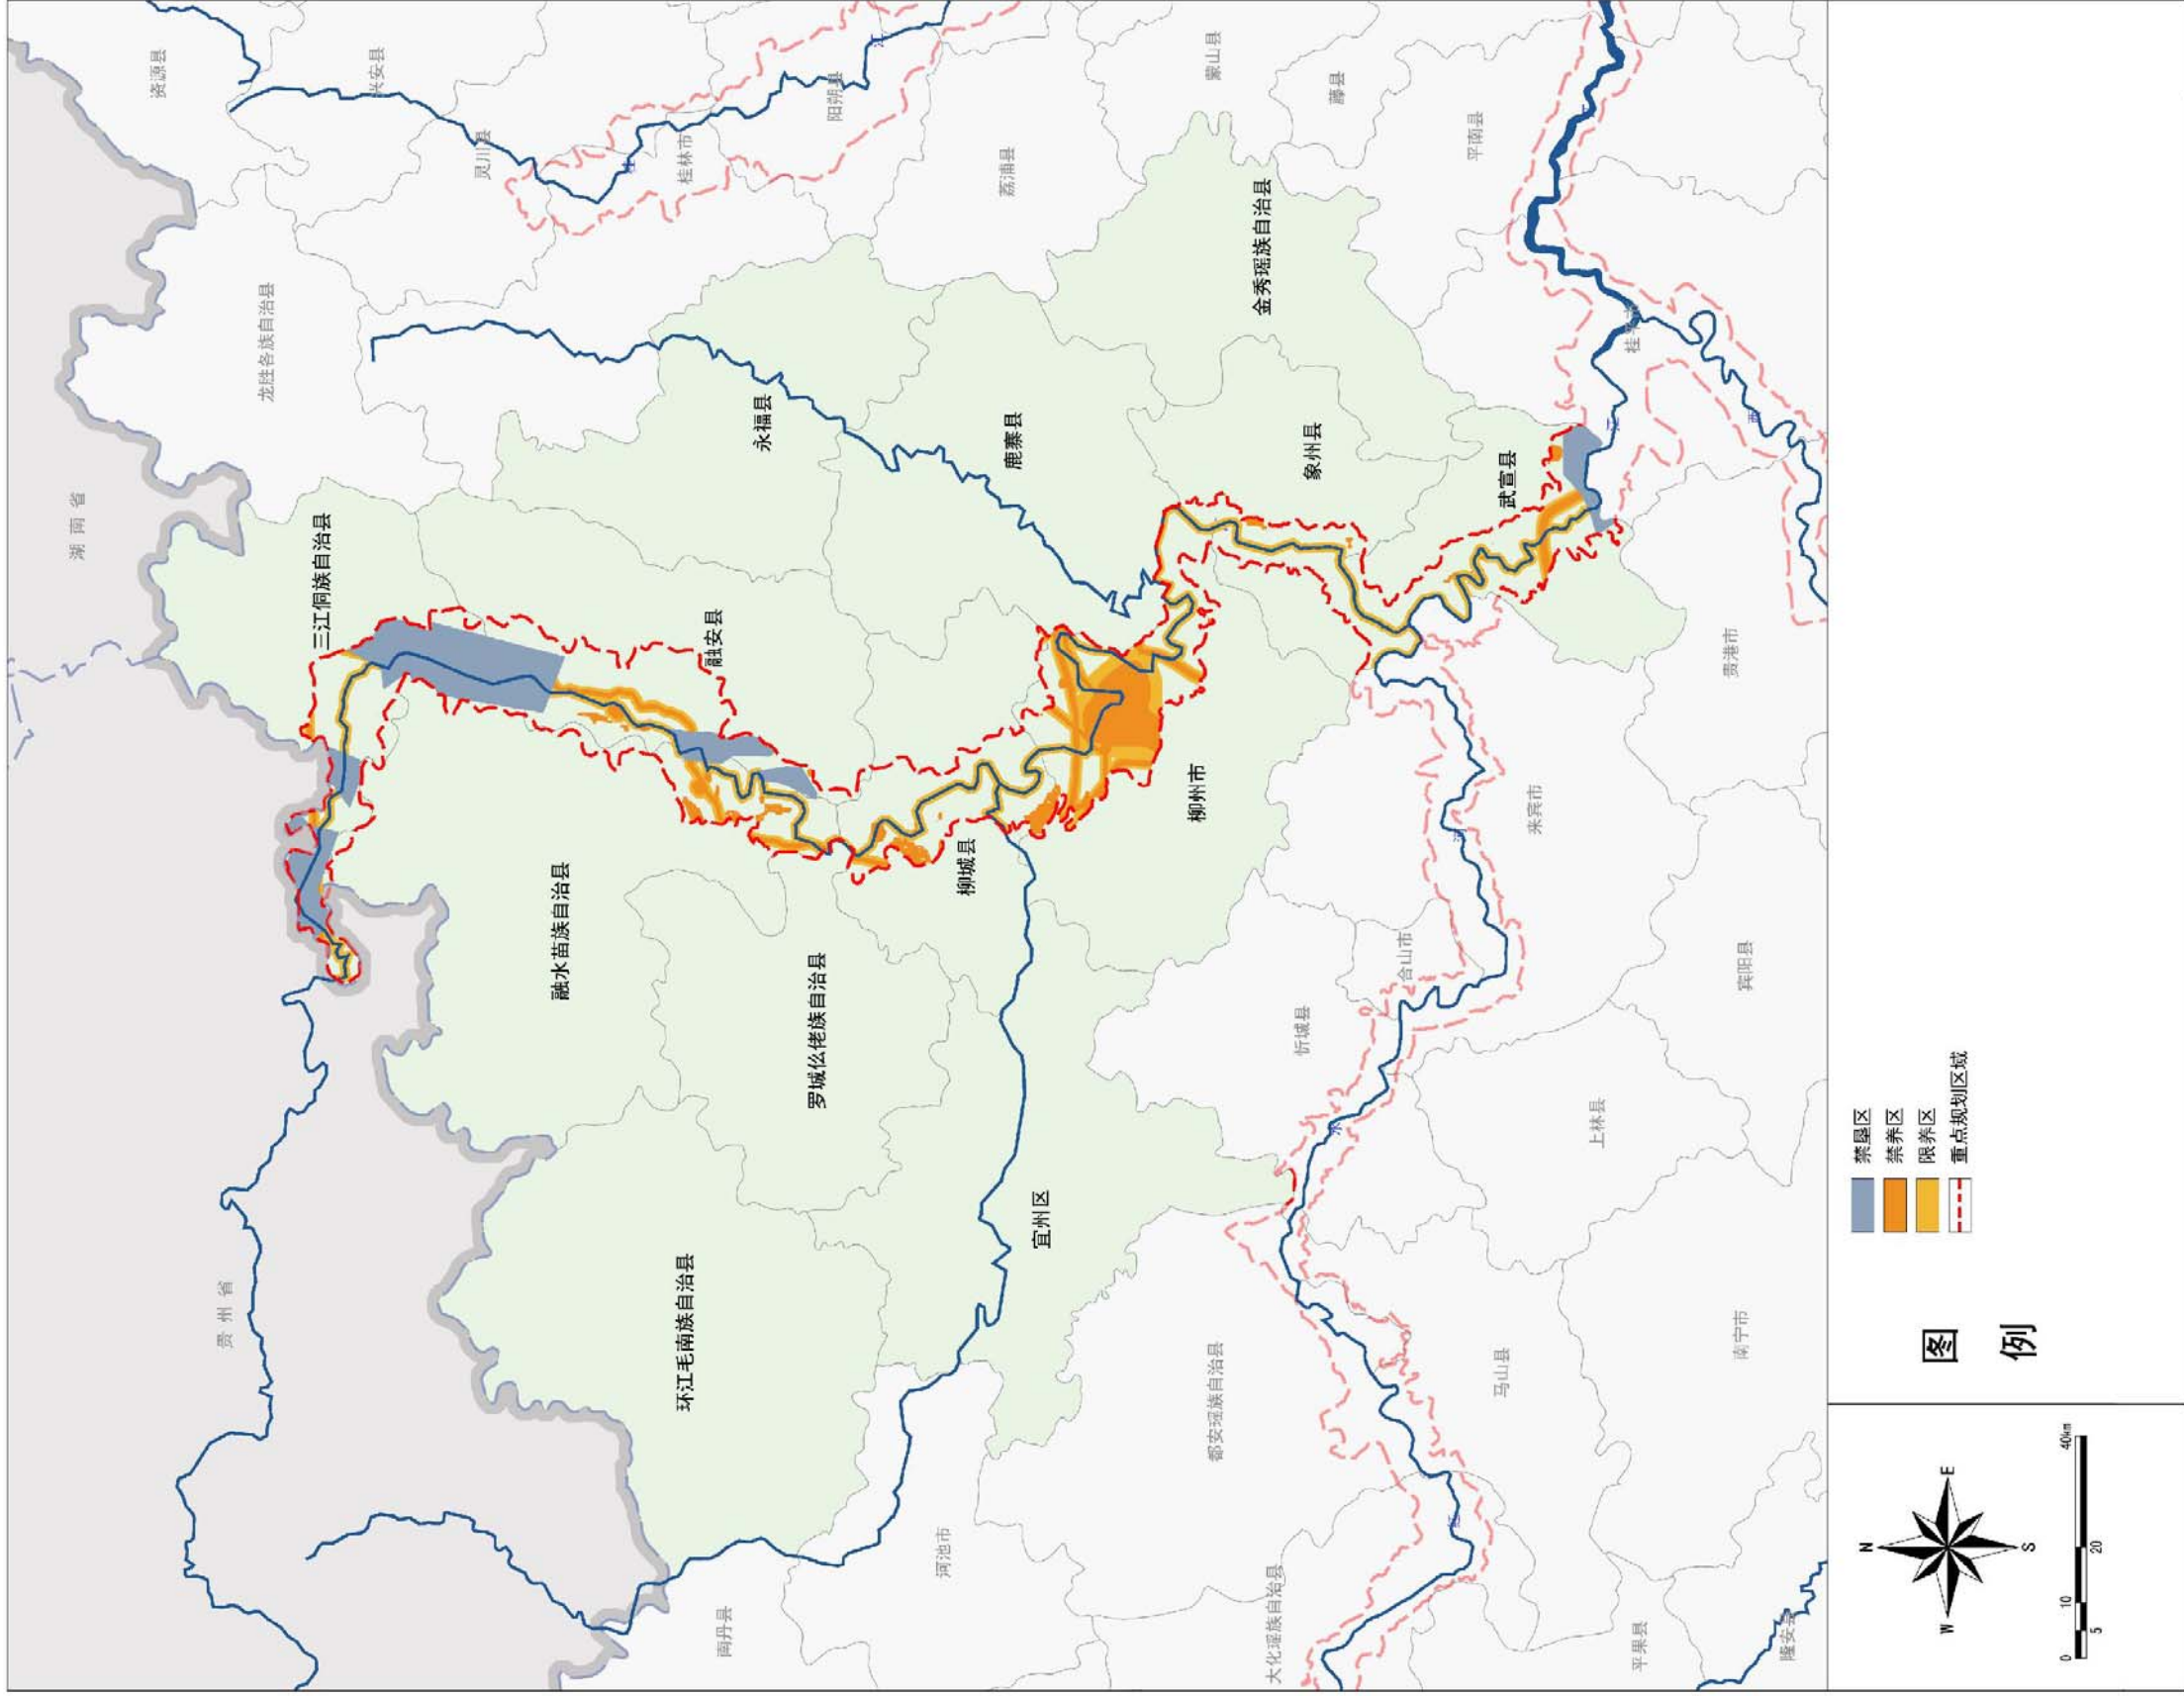 湖南省
资源县
贵州省
龙胜各族自治县
三江侗族自治县
兴安县
灵川县
融水苗族自治县
环江毛南族自治县
桂林市
融安县
南丹县
永福县
罗城仫佬族自治县
阳朔县
江
河池市
柳城县
荔浦县
鹿寨县
宜州区
柳州市
蒙山县
都安瑶族自治县
金秀瑶族自治县
大化瑶族自治县
忻城县
象州县
水
藤县
合山市
江
平南县
马山县
武宣县
来宾市
上林县
江
桂平市
平果县
贵港市
南宁市
宾阳县
隆安县
图
例
禁垦区
禁养区
限养区
重点规划区域
N
W
E
S
0
5
10
20
40km